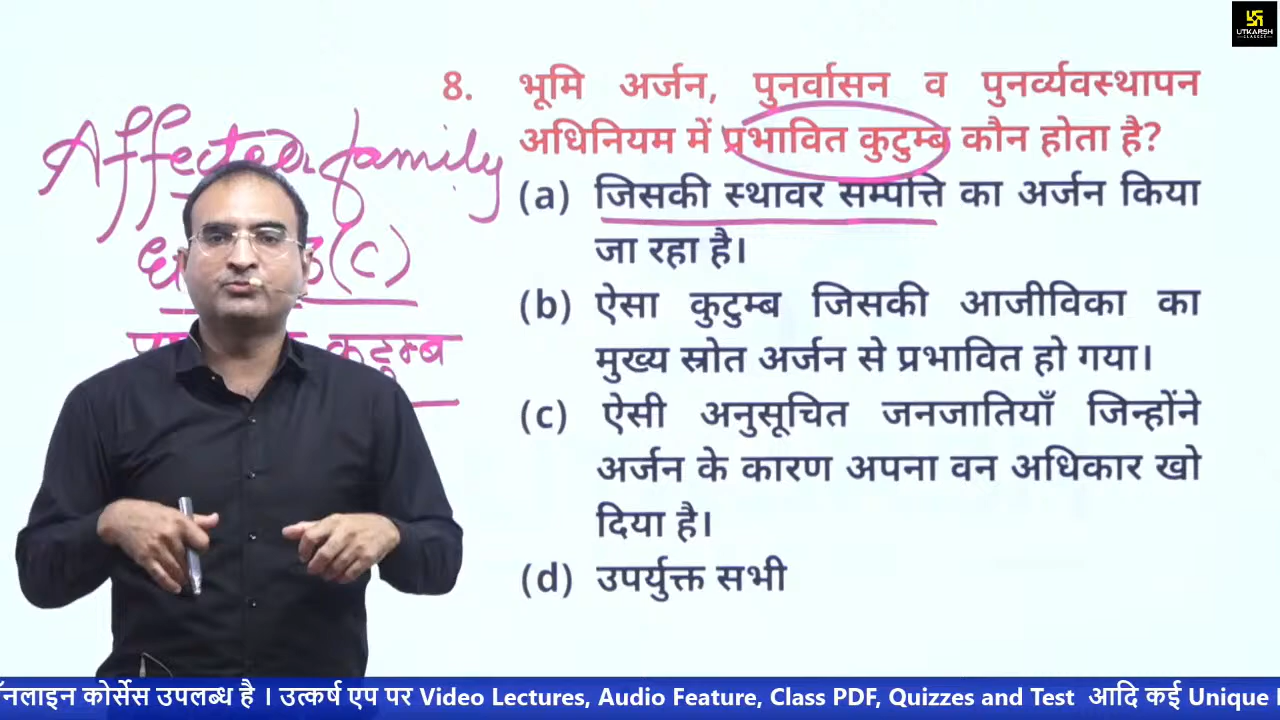 UTKARSH
CLASSES
8. भूमि अर्जन, पुनर्वासन व पुनर्व्यवस्थापन
अधिनियम में प्रभावित कुटुम्ब कौन होता है?
(a) जिसकी स्थावर सम्पत्ति का अर्जन किया
जा रहा है।
(b) ऐसा कुटुम्ब जिसकी आजीविका का
मुख्य स्रोत अर्जन से प्रभावित हो गया।
(c) ऐसी अनुसूचित जनजातियाँ जिन्होंने
अर्जन के कारण अपना वन अधिकार खो
दिया है।
(d) उपर्युक्त सभी
Affected family
3(C)
कुटुम्ब
ऑनलाइन कोर्सेस उपलब्ध है । उत्कर्ष एप पर Video Lectures, Audio Feature, Class PDF, Quizzes and Test आदि कई Unique